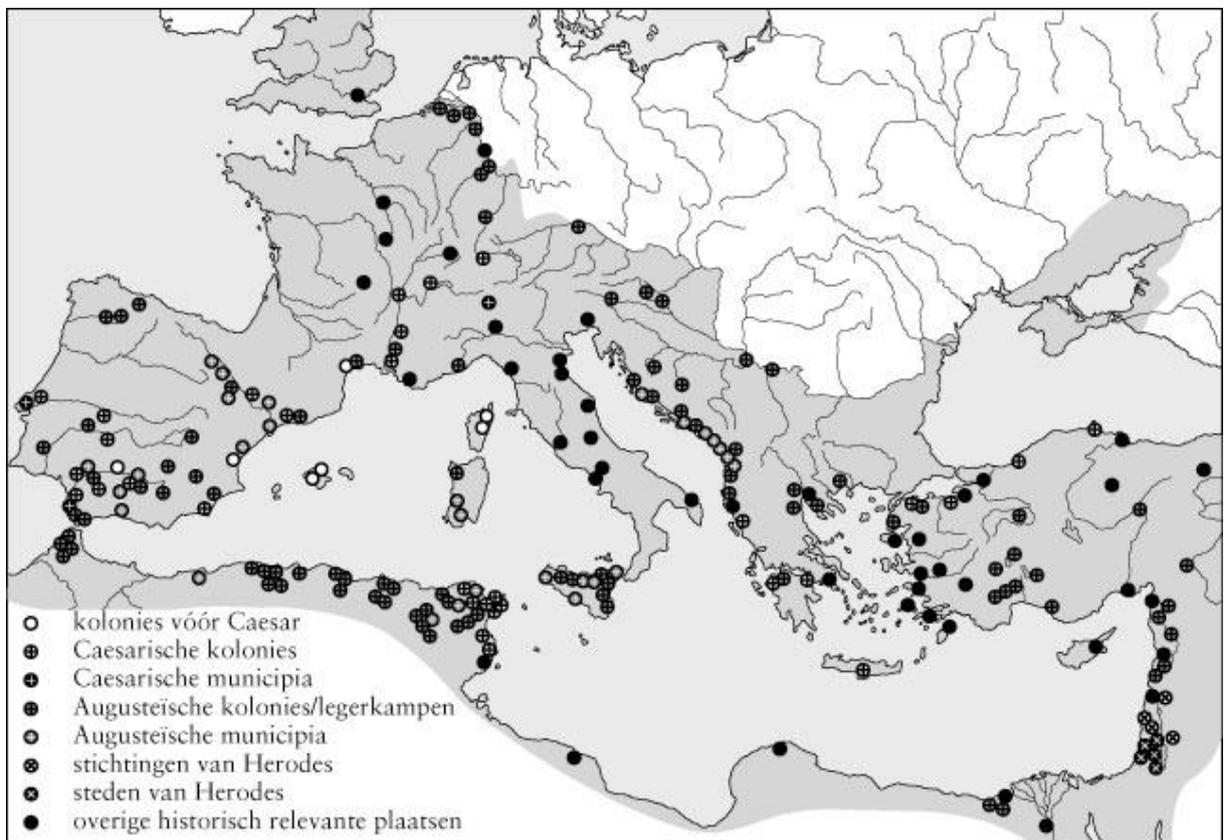 kolonies vóór Caesar
Caesarische kolonies
Caesarische municipia
Augusteïsche kolonies/legerkampen
Augusteïsche municipia
stichtingen van Herodes
steden van Herodes
overige historisch relevante plaatsen